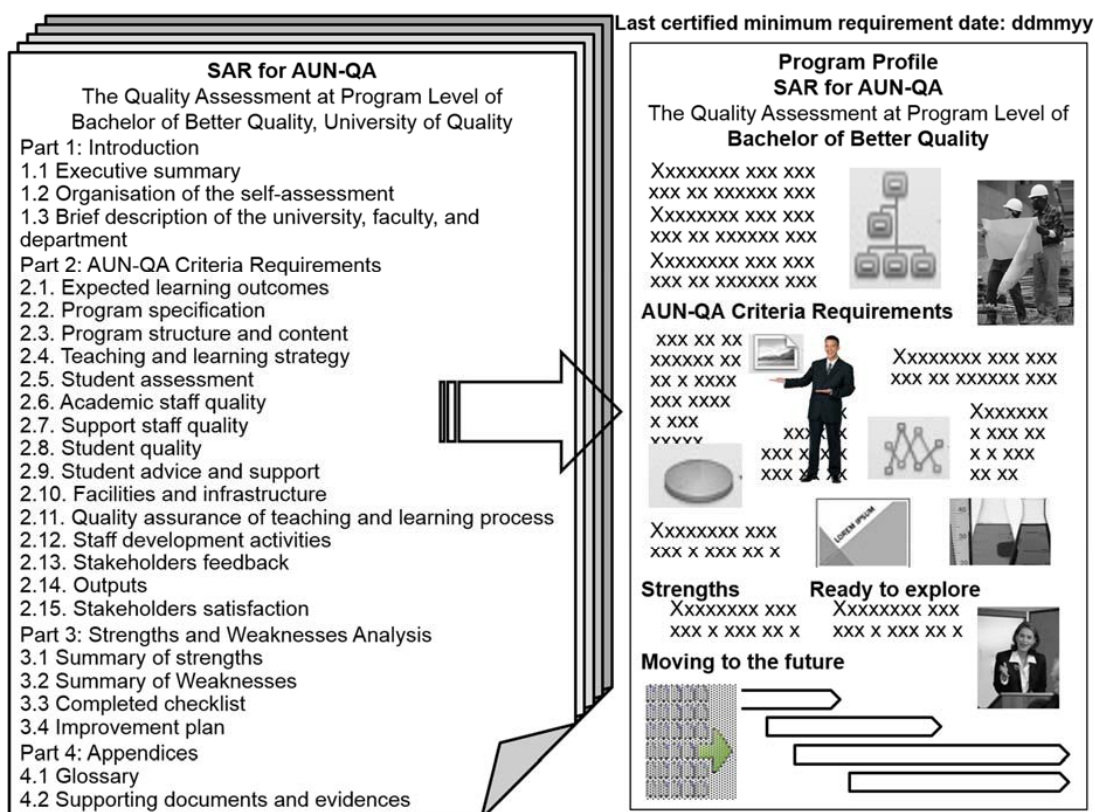 SAR for AUN-QA
The Quality Assessment at Program Level of
Bachelor of Better Quality, University of Quality
Part 1: Introduction
1.1 Executive summary
1.2 Organisation of the self-assessment
1.3 Brief description of the university, faculty, and
department
Part 2: AUN-QA Criteria Requirements
2.1. Expected learning outcomes
2.2. Program specification
2.3. Program structure and content
2.4. Teaching and learning strategy
2.5. Student assessment
2.6. Academic staff quality
2.7. Support staff quality
2.8. Student quality
2.9. Student advice and support
2.10. Facilities and infrastructure
2.11. Quality assurance of teaching and learning process
2.12. Staff development activities
2.13. Stakeholders feedback
2.14. Outputs
2.15. Stakeholders satisfaction
Part 3: Strengths and Weaknesses Analysis
3.1 Summary of strengths
3.2 Summary of Weaknesses
3.3 Completed checklist
3.4 Improvement plan
Part 4: Appendices
4.1 Glossary
4.2 Supporting documents and evidences
Last certified minimum requirement date: ddmmyy
Program Profile
SAR for AUN-QA
The Quality Assessment at Program Level of
Bachelor of Better Quality
Xxxxxxxx xxx xxx
xxx xx xxxxxx xxx
Xxxxxxxx xxx xxx
xxx xx xxxxxx xxx
Xxxxxxxx xxx xxx
xxx xx xxxxxx xxx
AUN-QA Criteria Requirements
xxx xx xx
xxxxxx xx
xx x xxxx
xxx xxxx
x xxx
xxxxx
Xxxxxxxx xxx xxx
xxx xx xxxxxx xxx
Xxxxxxx
x xxx xx
x x xxx
xx xx
LOREM IPSUM
Xxxxxxxx xxx
xxx x xxx xx x
Strengths
Xxxxxxxx xxx
xxx x xxx xx x
Ready to explore
Xxxxxxxx xxx
xxx x xxx xx x
Moving to the future